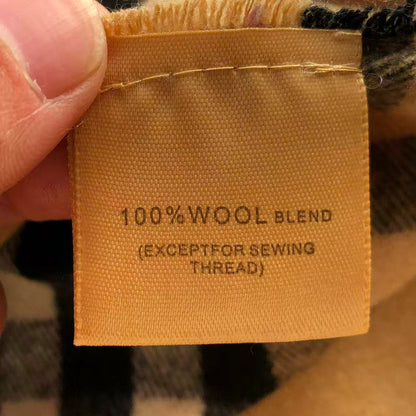 100%WOOL BLEND
(EXCEPTFOR SEWING
THREAD)